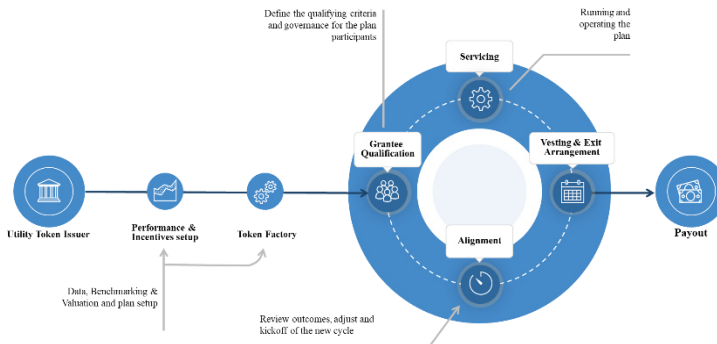 Define the qualifying criteria
and governance for the plan
participants
Running and
operating the
plan
Servicing
Grantee
Qualification
Vesting & Exit
Arrangement
Utility Token Issuer
Performance &
Incentives setup
Token Factory
Payout
Alignment
Data, Benchmarking &
Valuation and plan setup
Review outcomes, adjust and
kickoff of the new cycle